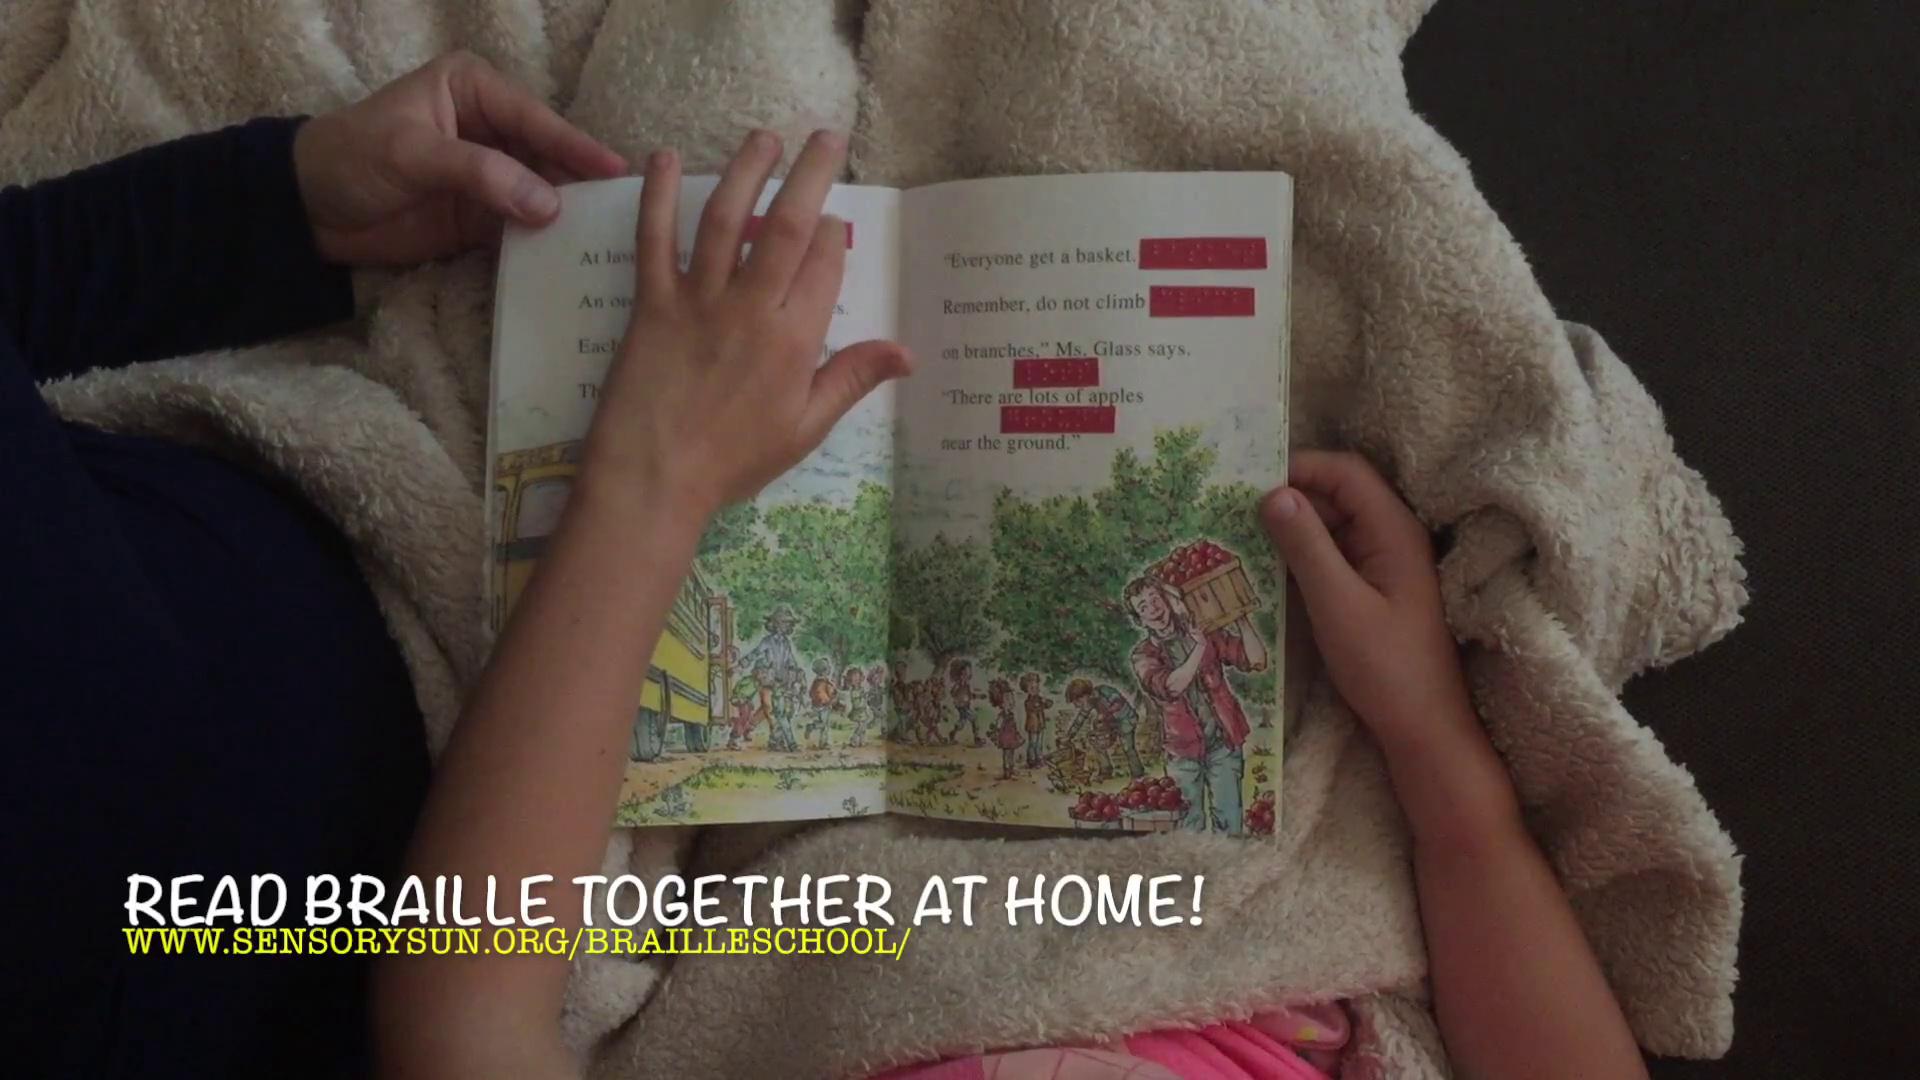 At
An
Each
"Everyone get a basket.
Remember, do not climb
on branches," Ms. Glass says.
"There are lots of apples
near the ground."
READ BRAILLE TOGETHER AT HOME!
WWW.SENSORYSUN.ORG/BRAILLESCHOOL/